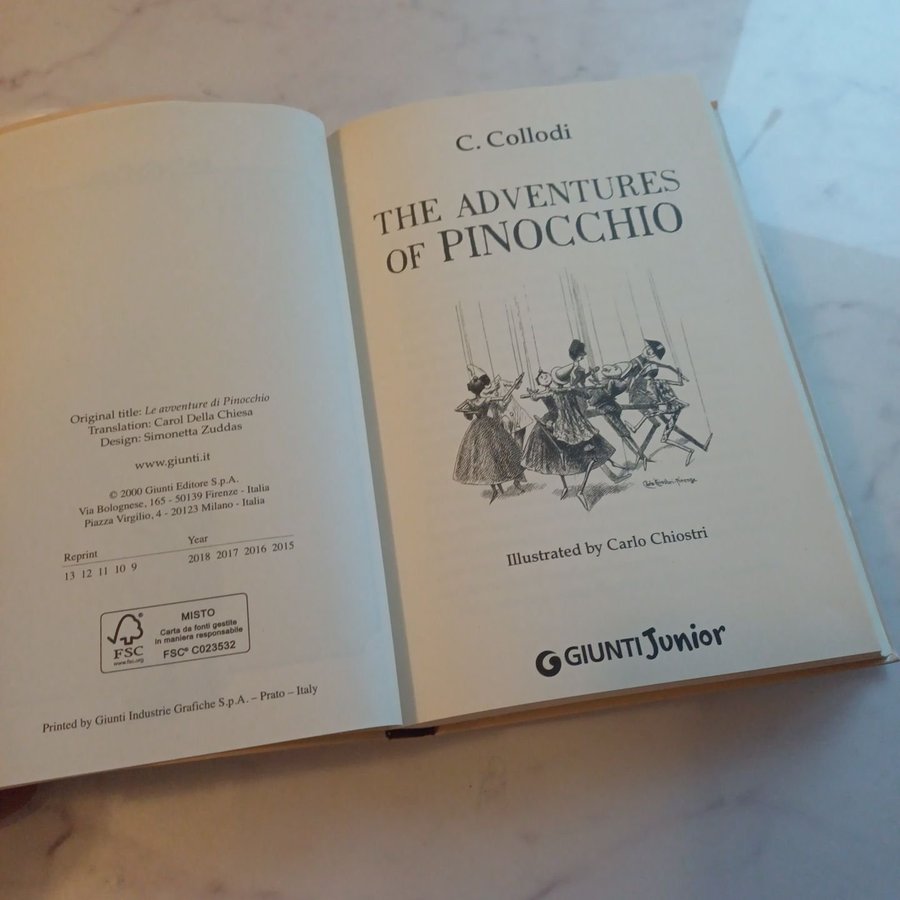 Original title: Le avventure di Pinocchio
Translation: Carol Della Chiesa
Design: Simonetta Zuddas
www.giunti.it
© 2000 Giunti Editore S.p.A.
Via Bolognese, 165 - 50139 Firenze - Italia
Piazza Virgilio, 4 - 20123 Milano - Italia
Reprint Year
13 12 11 10 9 2018 2017 2016 2015
FSC
www.fsc.org
MISTO
Carta da fonti gestite
in maniera responsabile
FSC® C023532
Printed by Giunti Industrie Grafiche S.p.A. – Prato – Italy
C. Collodi
THE ADVENTURES
OF PINOCCHIO
Illustrated by Carlo Chiostri
GIUNTI Junior